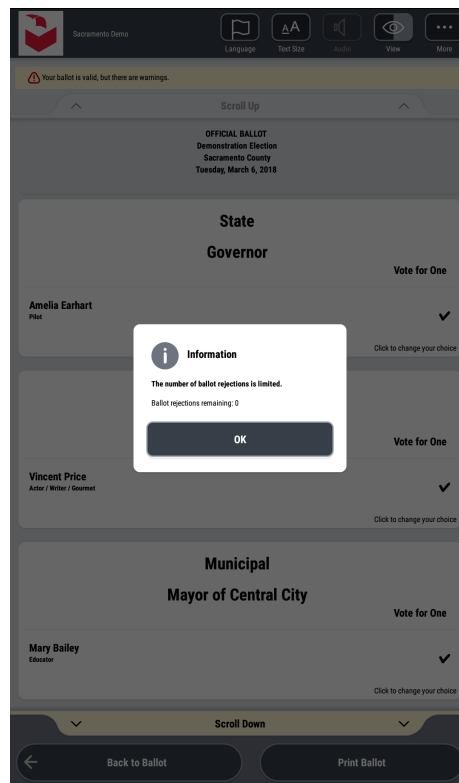 Sacramento Demo
Language
AA
Text Size
Audio
View
More
Your ballot is valid, but there are warnings.
Scroll Up
OFFICIAL BALLOT
Demonstration Election
Sacramento County
Tuesday, March 6, 2018
State
Governor
Vote for One
Amelia Earhart
Pilot
Click to change your choice
Information
The number of ballot rejections is limited.
Ballot rejections remaining: 0
OK
Vote for One
Vincent Price
Actor / Writer / Gourmet
Click to change your choice
Municipal
Mayor of Central City
Vote for One
Mary Bailey
Educator
Click to change your choice
Scroll Down
Back to Ballot
Print Ballot